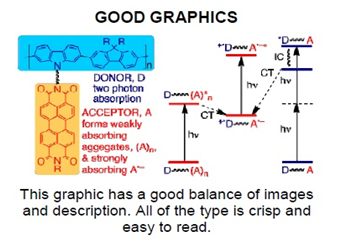 GOOD GRAPHICS
R R
N
n
DONOR, D
two photon
absorption
O N O
ACCEPTOR, A
forms weakly
absorbing
aggegates, (A)n,
& strongly
absorbing A•−
O N O
R
D (A)*n
hν
D (A)n
CT
+•D A•−*
hν
+•D A•−
CT
+•D A
IC
hν
hν
D A
This graphic has a good balance of images
and description. All of the type is crisp and
easy to read.